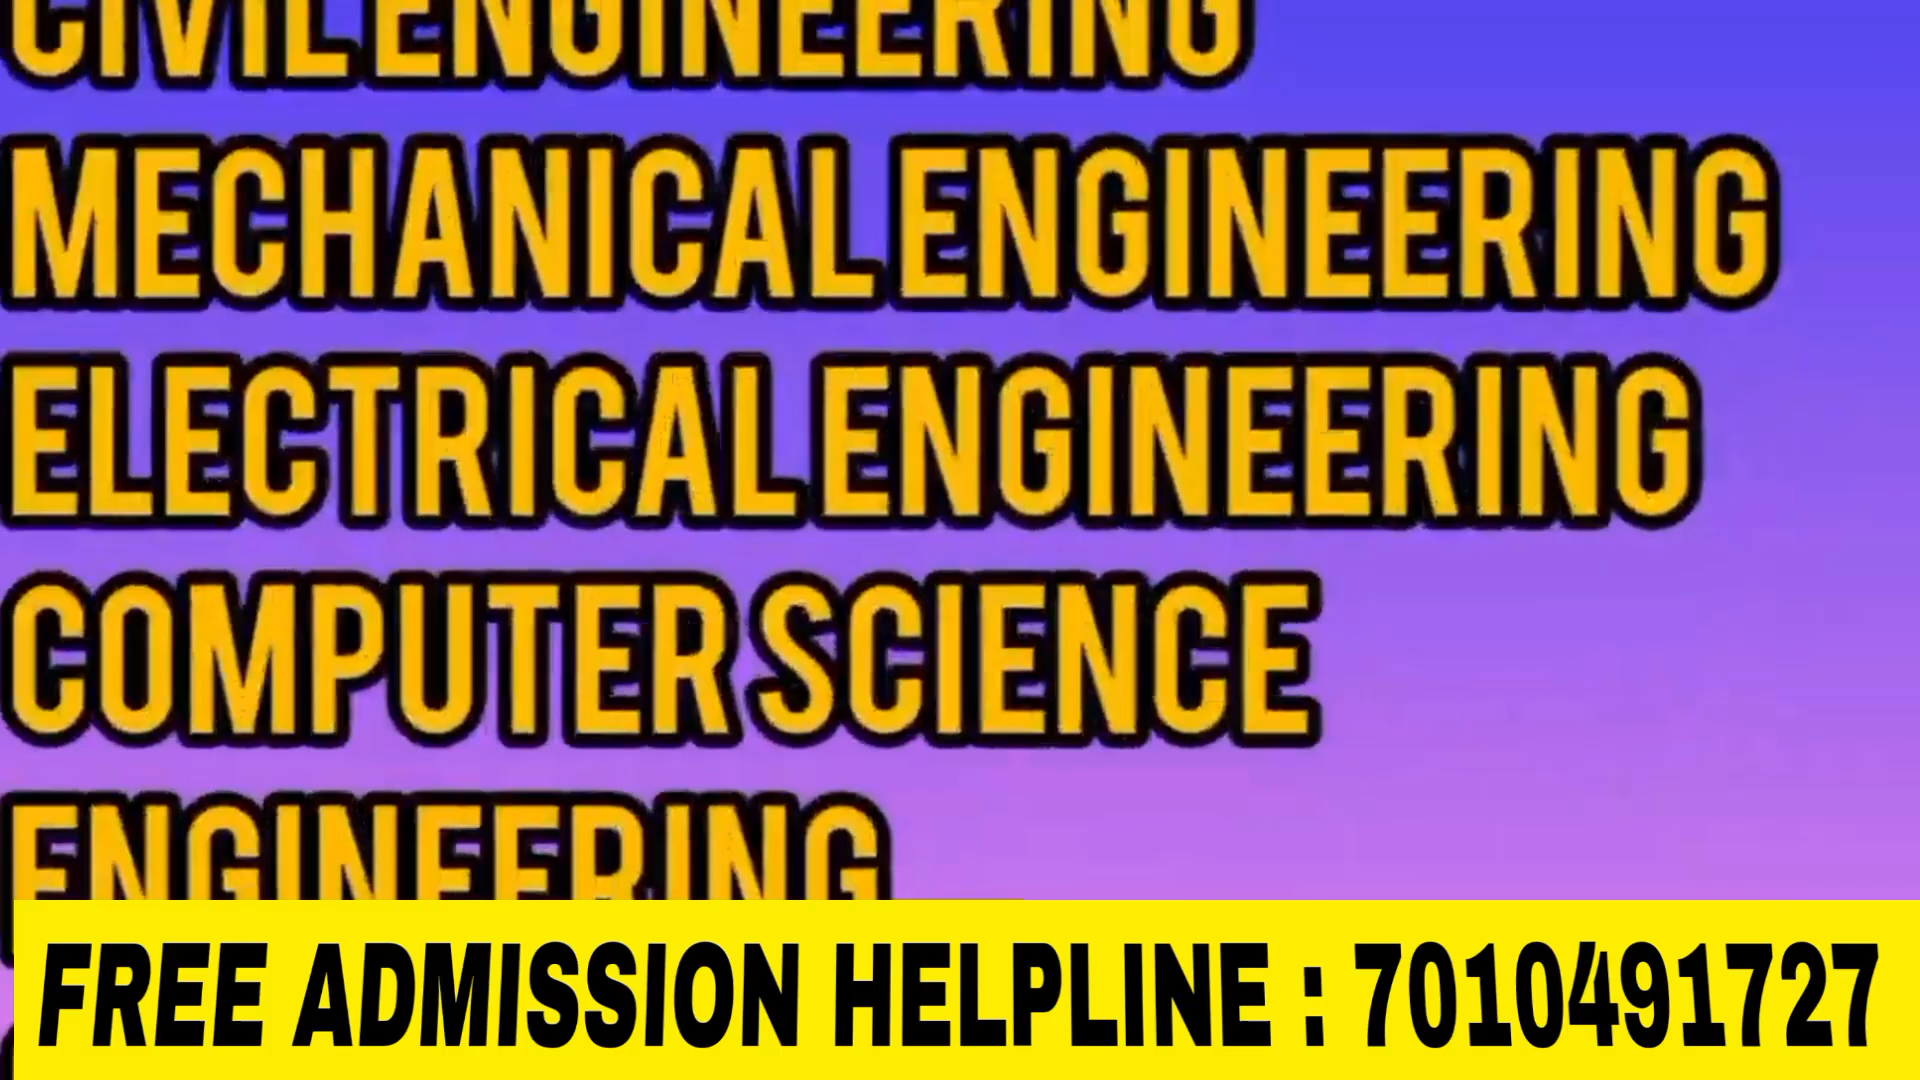 CIVIL ENGINEERING
MECHANICAL ENGINEERING
ELECTRICAL ENGINEERING
COMPUTER SCIENCE
ENGINEERING
FREE ADMISSION HELPLINE : 7010491727